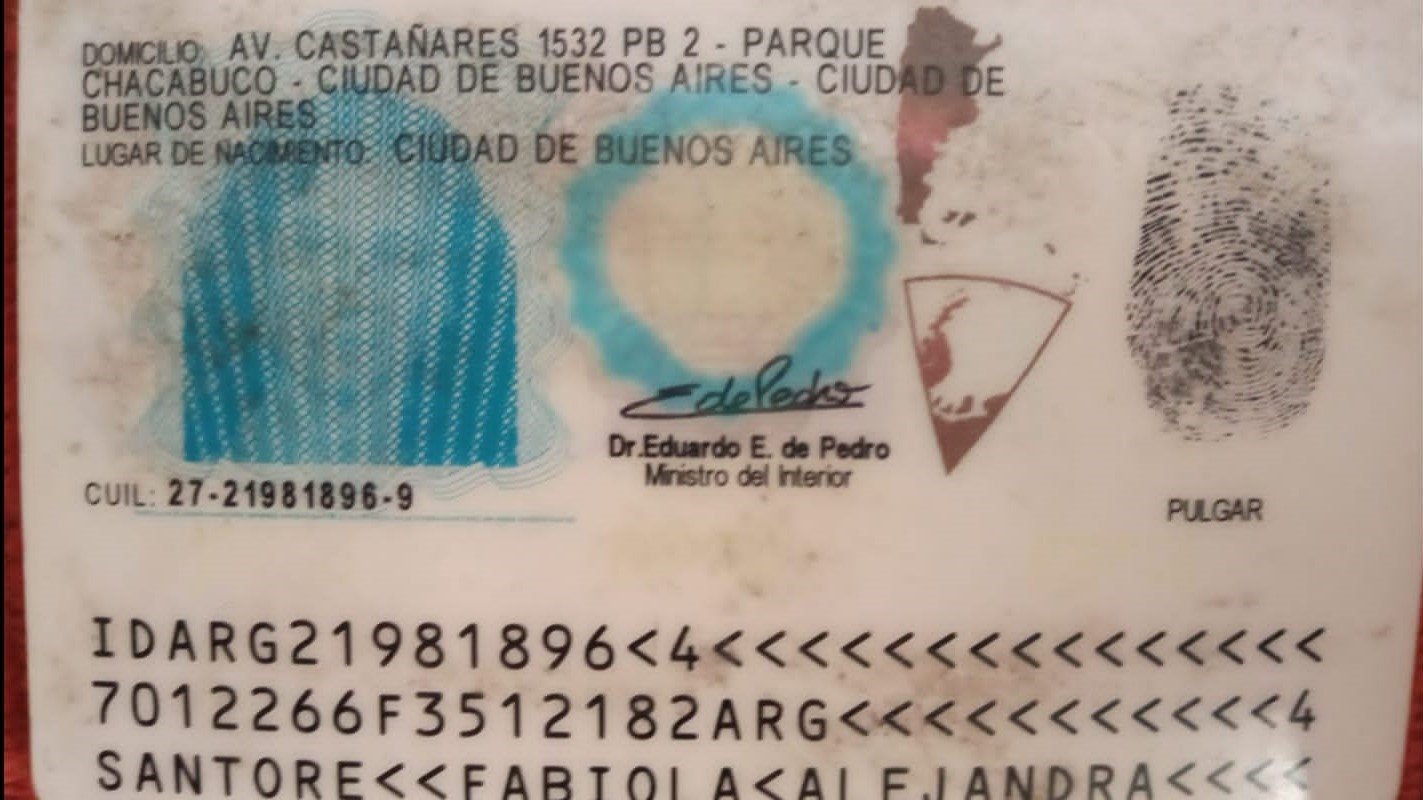 DOMICILIO: AV. CASTAÑARES 1532 PB 2 - PARQUE
CHACABUCO - CIUDAD DE BUENOS AIRES - CIUDAD DE
BUENOS AIRES
LUGAR DE NACIMIENTO: CIUDAD DE BUENOS AIRES
EdePedro
Dr.Eduardo E. de Pedro
Ministro del Interior
CUIL: 27-21981896-9
PULGAR
IDARG21981896<4<<<<<<<<<<<<<<<
7012266F3512182ARG<<<<<<<<<<<4
SANTORE<<FABIOLA<ALEJANDRA<<<<